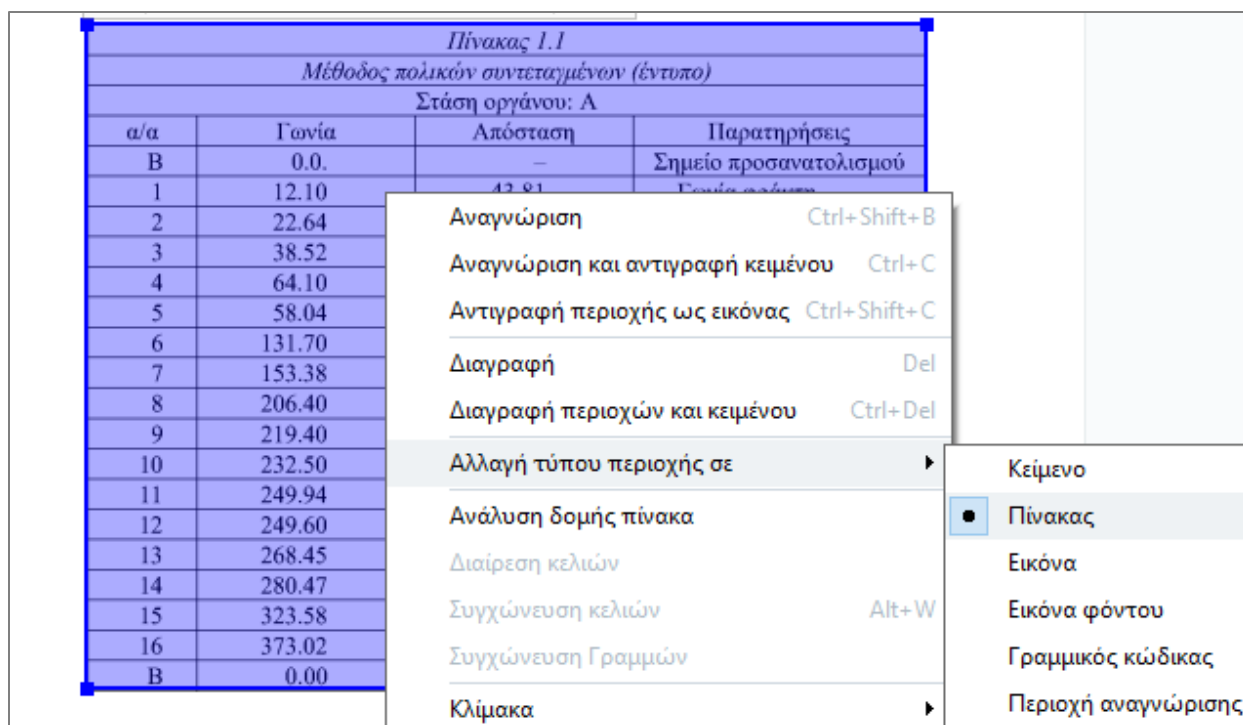 Πίνακας 1.1
Μέθοδος πολικών συντεταγμένων (έντυπο)
Στάση οργάνου: Α
α/α Γωνία Απόσταση Παρατηρήσεις
Β 0.0. – Σημείο προσανατολισμού
1 12.10 43.81 Γωνία φράχτη
2 22.64
3 38.52
4 64.10
5 58.04
6 131.70
7 153.38
8 206.40
9 219.40
10 232.50
11 249.94
12 249.60
13 268.45
14 280.47
15 323.58
16 373.02
Β 0.00
Αναγνώριση Ctrl+Shift+B
Αναγνώριση και αντιγραφή κειμένου Ctrl+C
Αντιγραφή περιοχής ως εικόνας Ctrl+Shift+C
Διαγραφή Del
Διαγραφή περιοχών και κειμένου Ctrl+Del
Αλλαγή τύπου περιοχής σε
Ανάλυση δομής πίνακα
Διαίρεση κελιών
Συγχώνευση κελιών Alt+W
Συγχώνευση Γραμμών
Κλίμακα
Κείμενο
Πίνακας
Εικόνα
Εικόνα φόντου
Γραμμικός κώδικας
Περιοχή αναγνώρισης